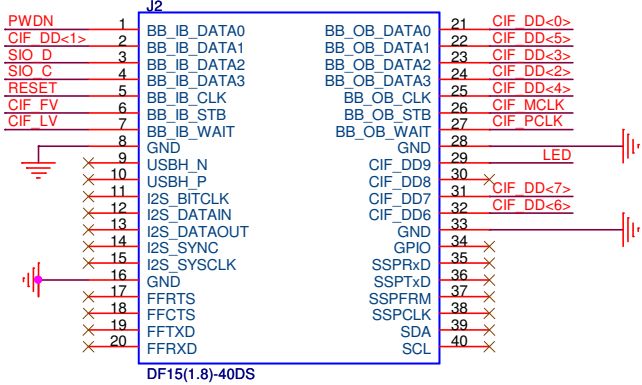 J2
PWDN 1 BB_IB_DATA0 BB_OB_DATA0 21 CIF_DD<0>
CIF_DD<1> 2 BB_IB_DATA1 BB_OB_DATA1 22 CIF_DD<5>
SIO_D 3 BB_IB_DATA2 BB_OB_DATA2 23 CIF_DD<3>
SIO_C 4 BB_IB_DATA3 BB_OB_DATA3 24 CIF_DD<2>
RESET 5 BB_IB_CLK BB_OB_CLK 25 CIF_DD<4>
CIF_FV 6 BB_IB_STB BB_OB_STB 26 CIF_MCLK
CIF_LV 7 BB_IB_WAIT BB_OB_WAIT 27 CIF_PCLK
8 GND GND 28
9 USBH_N CIF_DD9 29 LED
10 USBH_P CIF_DD8 30
11 I2S_BITCLK CIF_DD7 31 CIF_DD<7>
12 I2S_DATAIN CIF_DD6 32 CIF_DD<6>
13 I2S_DATAOUT GND 33
14 I2S_SYNC GPIO 34
15 I2S_SYSCLK SSPRxD 35
16 GND SSPTxD 36
17 FFRTS SSPFRM 37
18 FFCTS SSPCLK 38
19 FFTXD SDA 39
20 FFRXD SCL 40
DF15(1.8)-40DS